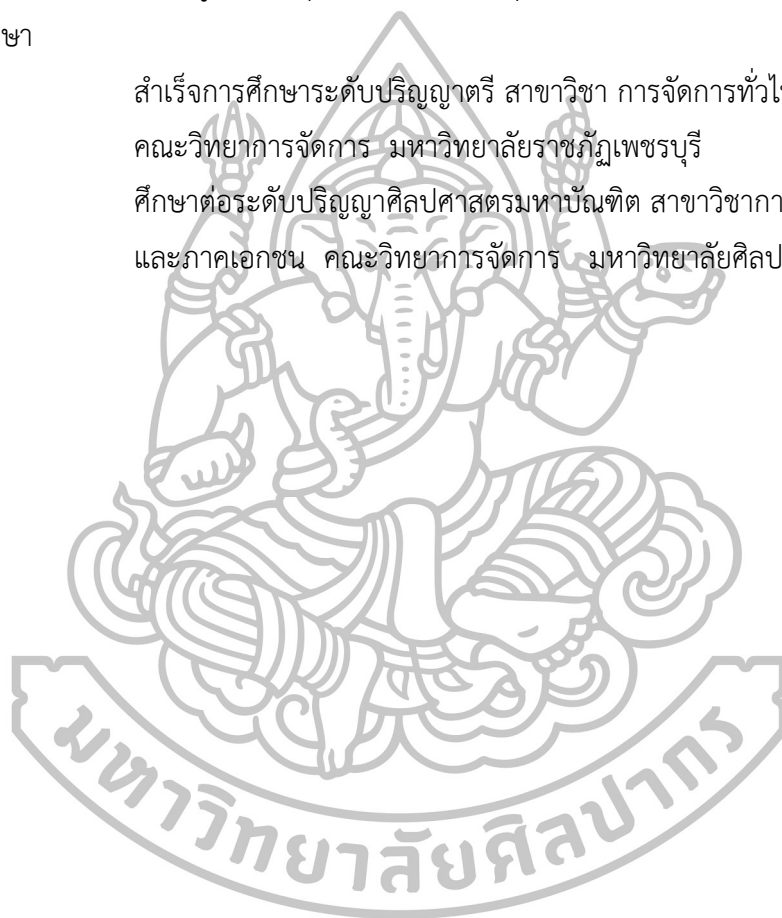 ษา
สำเร็จการศึกษาระดับปริญญาตรี สาขาวิชา การจัดการทั่วไป
คณะวิทยาการจัดการ มหาวิทยาลัยราชภัฏเพชรบุรี
ศึกษาต่อระดับปริญญาศิลปศาสตรมหาบัณฑิต สาขาวิชากา
และภาคเอกชน คณะวิทยาการจัดการ มหาวิทยาลัยศิลป
มหาวิทยาลัยศิลปากร